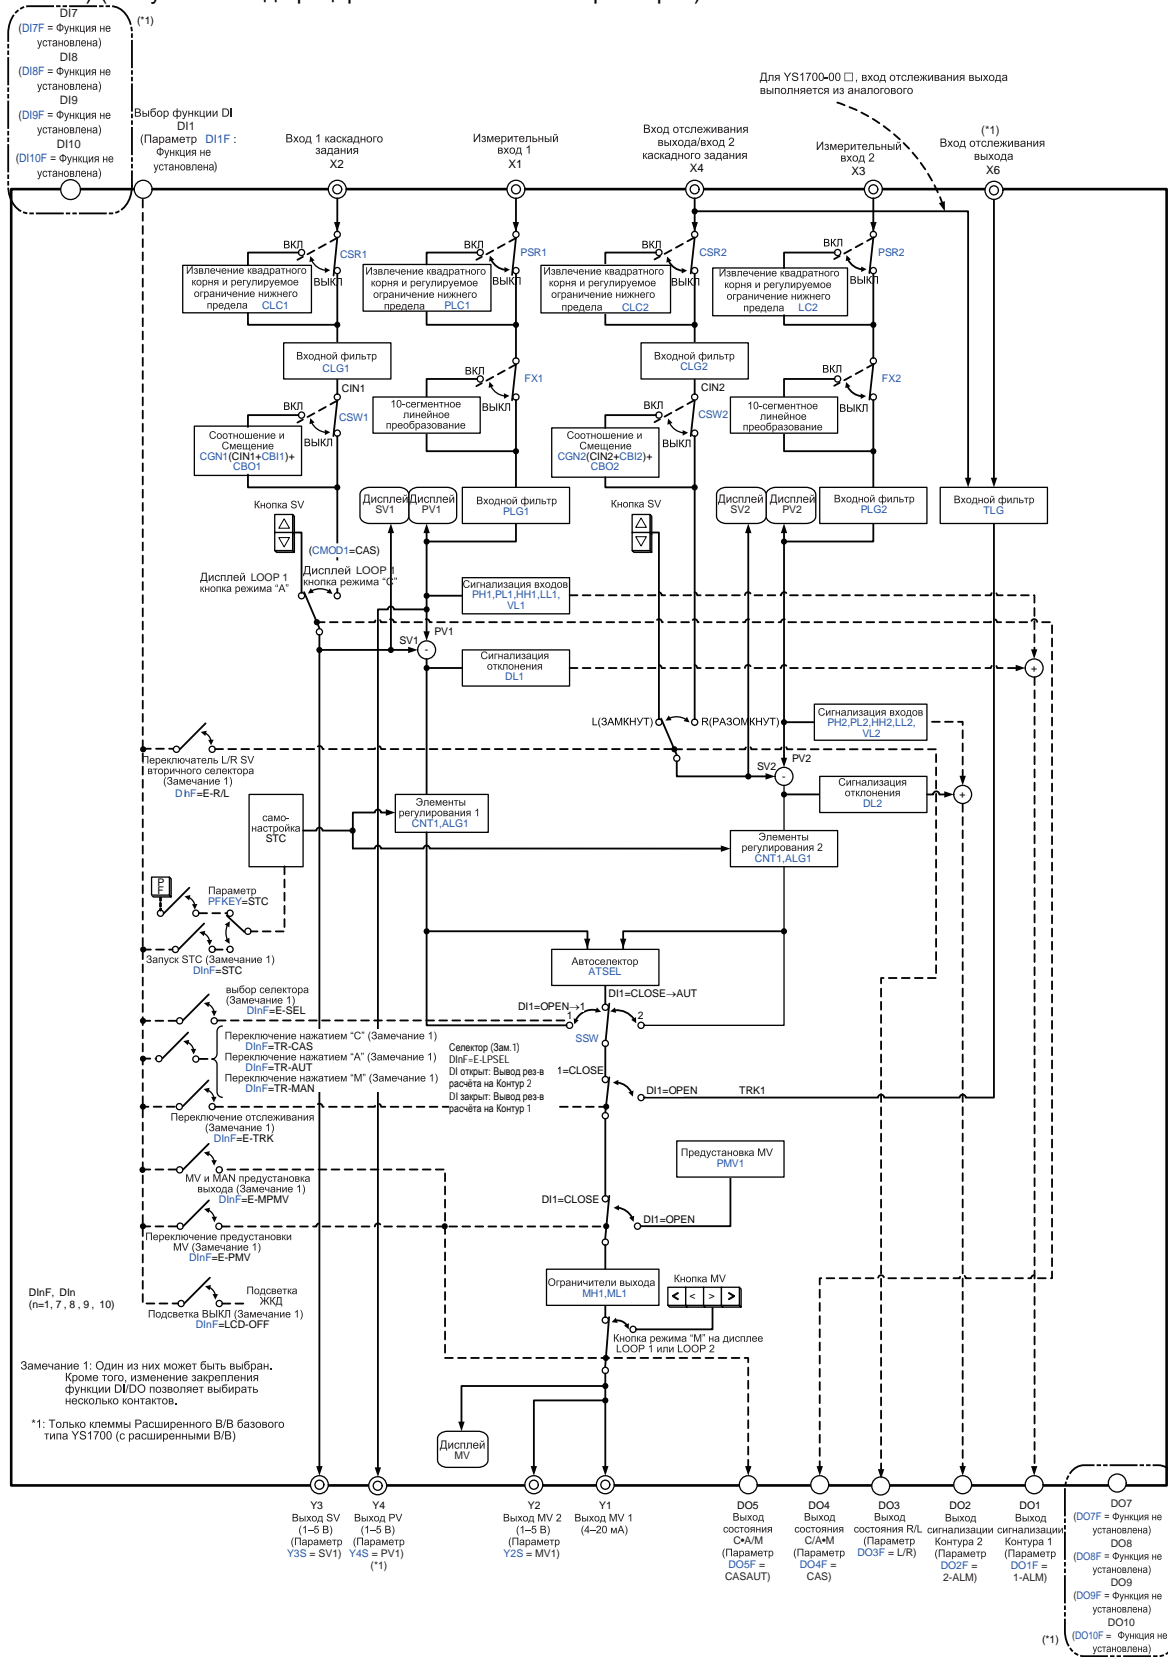 DI7
(DI7F = Функция не
установлена)
DI8
(DI8F = Функция не
установлена)
DI9
(DI9F = Функция не
установлена)
DI10
(DI10F = Функция не
установлена)
(*1)
Выбор функции DI
DI1
(Параметр DI1F :
Функция не
установлена)
Вход 1 каскадного
задания
X2
Измерительный
вход 1
X1
Вход отслеживания
выхода/вход 2
каскадного задания
X4
Измерительный
вход 2
X3
(*1)
Вход отслеживания
выхода
X6
Для YS1700-00 □, вход отслеживания выхода
выполняется из аналогового
ВКЛ
CSR1
ВЫКЛ
Извлечение квадратного
корня и регулируемое
ограничение нижнего
предела CLC1
ВКЛ
PSR1
ВЫКЛ
Извлечение квадратного
корня и регулируемое
ограничение нижнего
предела PLC1
ВКЛ
CSR2
ВЫКЛ
Извлечение квадратного
корня и регулируемое
ограничение нижнего
предела CLC2
ВКЛ
PSR2
ВЫКЛ
Извлечение квадратного
корня и регулируемое
ограничение нижнего
предела LC2
Входной фильтр
CLG1
CIN1
ВКЛ
CSW1
ВЫКЛ
Соотношение и
Смещение
CGN1(CIN1+CBI1)+
CBO1
ВКЛ
FX1
ВЫКЛ
10-сегментное
линейное
преобразование
Входной фильтр
CLG2
CIN2
ВКЛ
CSW2
ВЫКЛ
Соотношение и
Смещение
CGN2(CIN2+CBI2)+
CBO2
ВКЛ
FX2
ВЫКЛ
10-сегментное
линейное
преобразование
Кнопка SV
Дисплей
SV1
Дисплей
PV1
Входной фильтр
PLG1
Кнопка SV
Дисплей
SV2
Дисплей
PV2
Входной фильтр
PLG2
Входной фильтр
TLG
(CMOD1=CAS)
Дисплей LOOP 1
кнопка режима “A”
Дисплей LOOP 1
кнопка режима “C”
Сигнализация входов
PH1,PL1,HH1,LL1,
VL1
SV1
PV1
-
Сигнализация
отклонения
DL1
+
L(ЗАМКНУТ)
R(РАЗОМКНУТ)
Сигнализация входов
PH2,PL2,HH2,LL2,
VL2
SV2
PV2
-
Сигнализация
отклонения
DL2
+
Переключатель L/R SV
вторичного селектора
(Замечание 1)
DInF=E-R/L
само-
настройка
STC
Элементы
регулирования 1
CNT1,ALG1
Элементы
регулирования 2
CNT1,ALG1
PF
Параметр
PFKEY=STC
Запуск STC (Замечание 1)
DInF=STC
Автоселектор
ATSEL
DI1=CLOSE→AUT
DI1=OPEN→1
1
2
SSW
выбор селектора
(Замечание 1)
DInF=E-SEL
Переключение нажатием “C” (Замечание 1)
DInF=TR-CAS
Переключение нажатием “A” (Замечание 1)
DInF=TR-AUT
Переключение нажатием “M” (Замечание 1)
DInF=TR-MAN
Селектор (Зам.1)
DInF=E-LPSEL
DI открыт: Вывод рез-в
расчёта на Контур 2
DI закрыт: Вывод рез-в
расчёта на Контур 1
1=CLOSE
DI1=OPEN
TRK1
Переключение отслеживания
(Замечание 1)
DInF=E-TRK
Предустановка MV
PMV1
MV и MAN предустановка
выхода (Замечание 1)
DInF=E-MPMV
DI1=CLOSE
DI1=OPEN
Переключение предустановки
MV (Замечание 1)
DInF=E-PMV
DInF, DIn
(n=1, 7 , 8 , 9 , 10)
Подсветка
ЖКД
Подсветка ВЫКЛ (Замечание 1)
DInF=LCD-OFF
Ограничители выхода
MH1,ML1
Кнопка MV
< < > >
Кнопка режима “M” на дисплее
LOOP 1 или LOOP 2
Замечание 1: Один из них может быть выбран.
Кроме того, изменение закрепления
функции DI/DO позволяет выбирать
несколько контактов.
*1: Только клеммы Расширенного В/В базового
типа YS1700 (с расширенными В/В)
Дисплей
MV
Y3
Выход SV
(1–5 В)
(Параметр
Y3S = SV1)
Y4
Выход PV
(1–5 В)
(Параметр
Y4S = PV1)
(*1)
Y2
Выход MV 2
(1–5 В)
(Параметр
Y2S = MV1)
Y1
Выход MV 1
(4–20 мА)
DO5
Выход
состояния
C•A/M
(Параметр
DO5F =
CASAUT)
DO4
Выход
состояния
C/A•M
(Параметр
DO4F =
CAS)
DO3
Выход
состояния R/L
(Параметр
DO3F = L/R)
DO2
Выход
сигнализации
Контура 2
(Параметр
DO2F =
2-ALM)
DO1
Выход
сигнализации
Контура 1
(Параметр
DO1F =
1-ALM)
DO7
(DO7F = Функция не
установлена)
DO8
(DO8F = Функция не
установлена)
DO9
(DO9F = Функция не
установлена)
DO10
(DO10F = Функция не
установлена)
(*1)